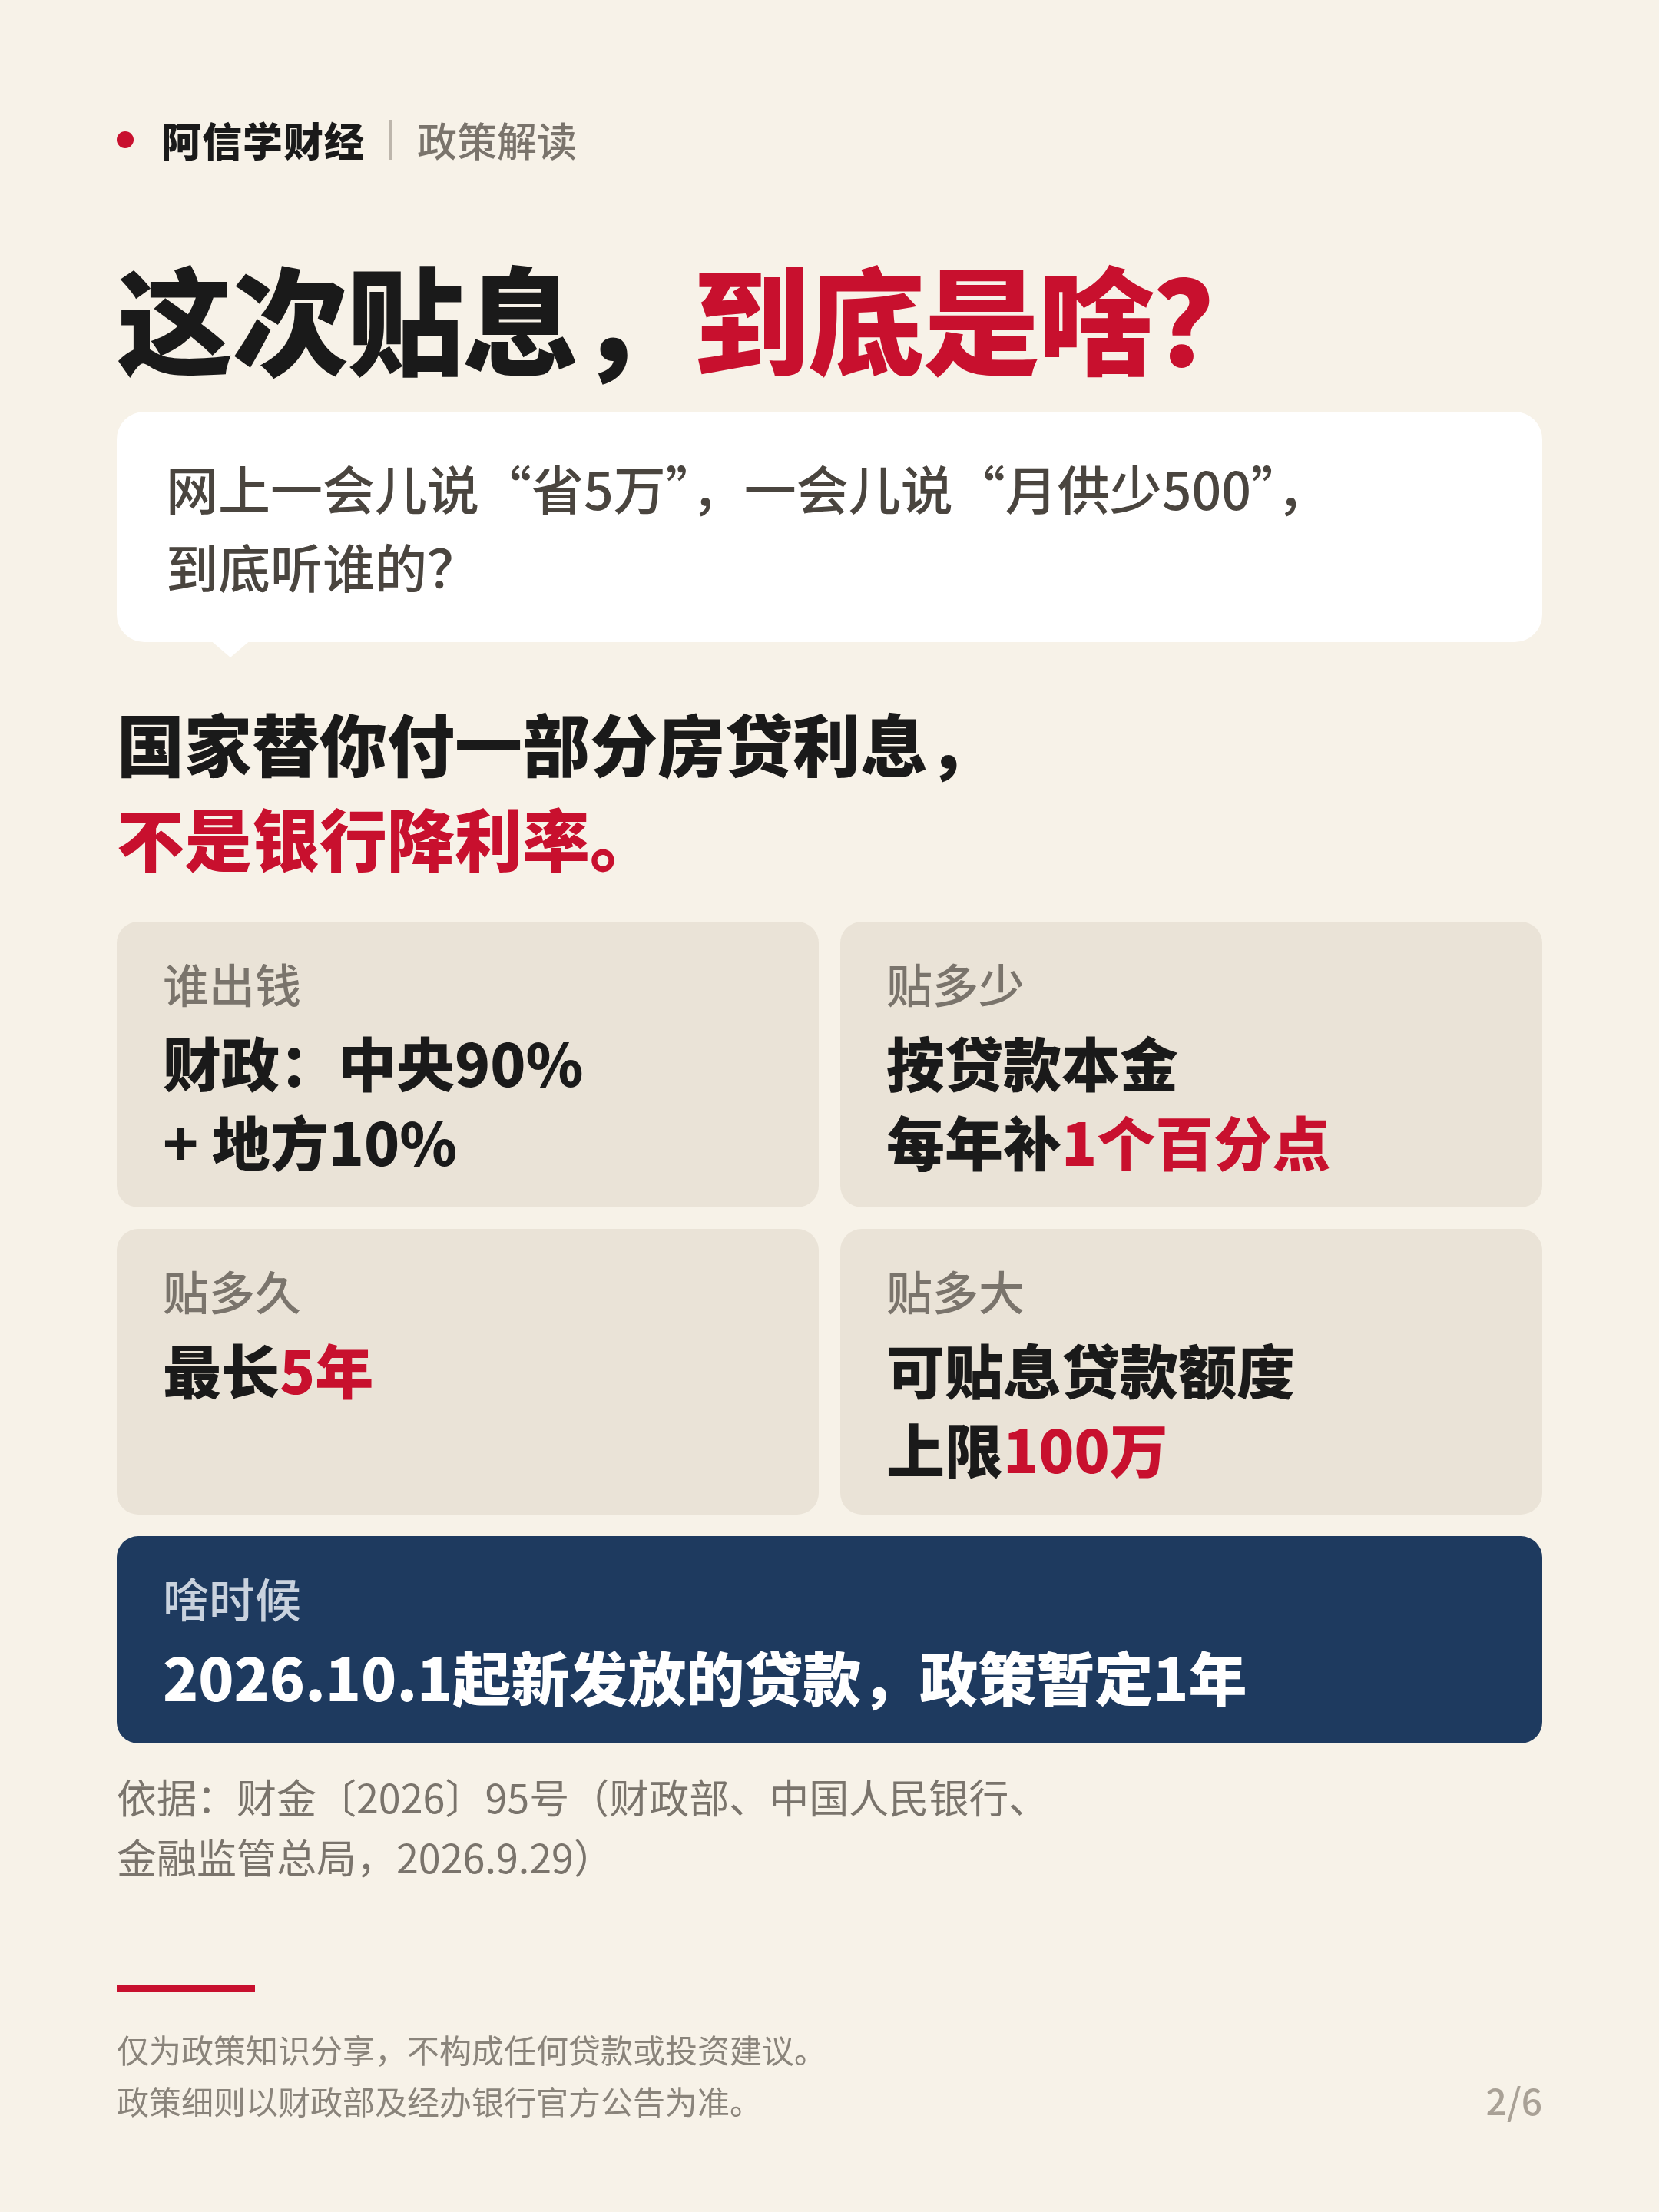 阿信学财经｜政策解读
这次贴息，到底是啥？
网上一会儿说“省5万”，一会儿说“月供少500”，
到底听谁的？
国家替你付一部分房贷利息，
不是银行降利率。
谁出钱
财政：中央90%
+ 地方10%
贴多少
按贷款本金
每年补1个百分点
贴多久
最长5年
贴多大
可贴息贷款额度
上限100万
啥时候
2026.10.1起新发放的贷款，政策暂定1年
依据：财金〔2026〕95号（财政部、中国人民银行、
金融监管总局，2026.9.29）
仅为政策知识分享，不构成任何贷款或投资建议。
政策细则以财政部及经办银行官方公告为准。
2/6